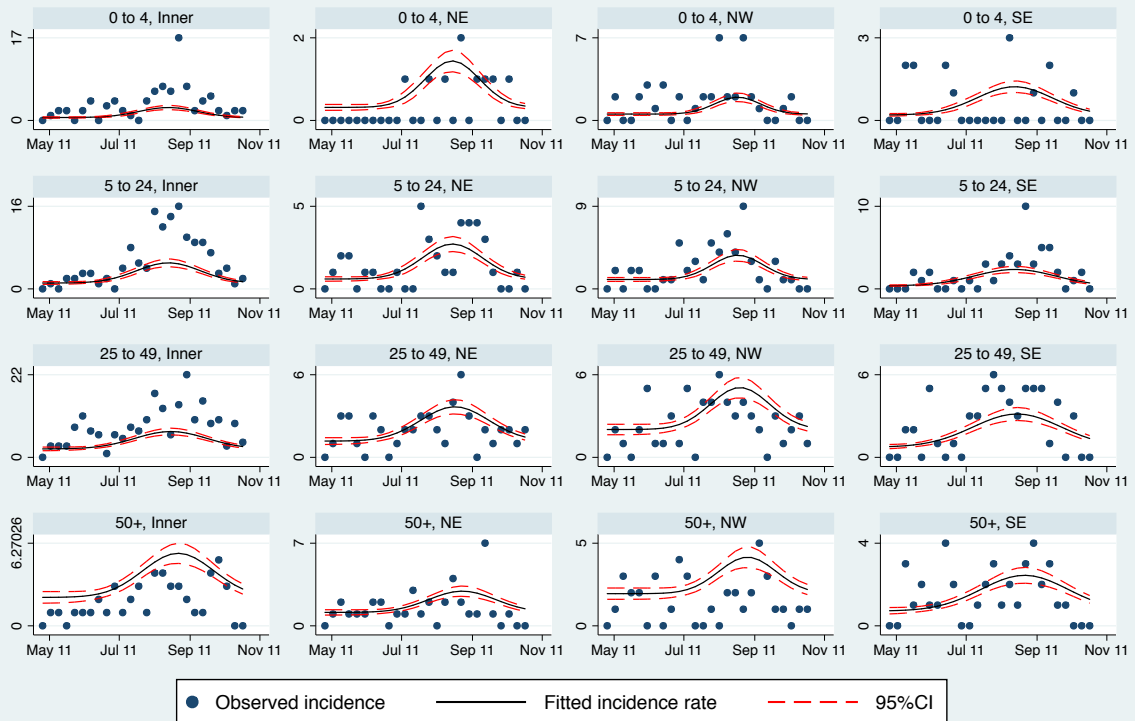 0 to 4, Inner
0 to 4, NE
0 to 4, NW
0 to 4, SE
17
0
2
0
7
0
3
0
May 11 Jul 11 Sep 11 Nov 11
May 11 Jul 11 Sep 11 Nov 11
May 11 Jul 11 Sep 11 Nov 11
May 11 Jul 11 Sep 11 Nov 11
5 to 24, Inner
5 to 24, NE
5 to 24, NW
5 to 24, SE
16
0
5
0
9
0
10
0
May 11 Jul 11 Sep 11 Nov 11
May 11 Jul 11 Sep 11 Nov 11
May 11 Jul 11 Sep 11 Nov 11
May 11 Jul 11 Sep 11 Nov 11
25 to 49, Inner
25 to 49, NE
25 to 49, NW
25 to 49, SE
22
0
6
0
6
0
6
0
May 11 Jul 11 Sep 11 Nov 11
May 11 Jul 11 Sep 11 Nov 11
May 11 Jul 11 Sep 11 Nov 11
May 11 Jul 11 Sep 11 Nov 11
50+, Inner
50+, NE
50+, NW
50+, SE
6.27026
0
7
0
5
0
4
0
May 11 Jul 11 Sep 11 Nov 11
May 11 Jul 11 Sep 11 Nov 11
May 11 Jul 11 Sep 11 Nov 11
May 11 Jul 11 Sep 11 Nov 11
Observed incidence Fitted incidence rate 95%CI